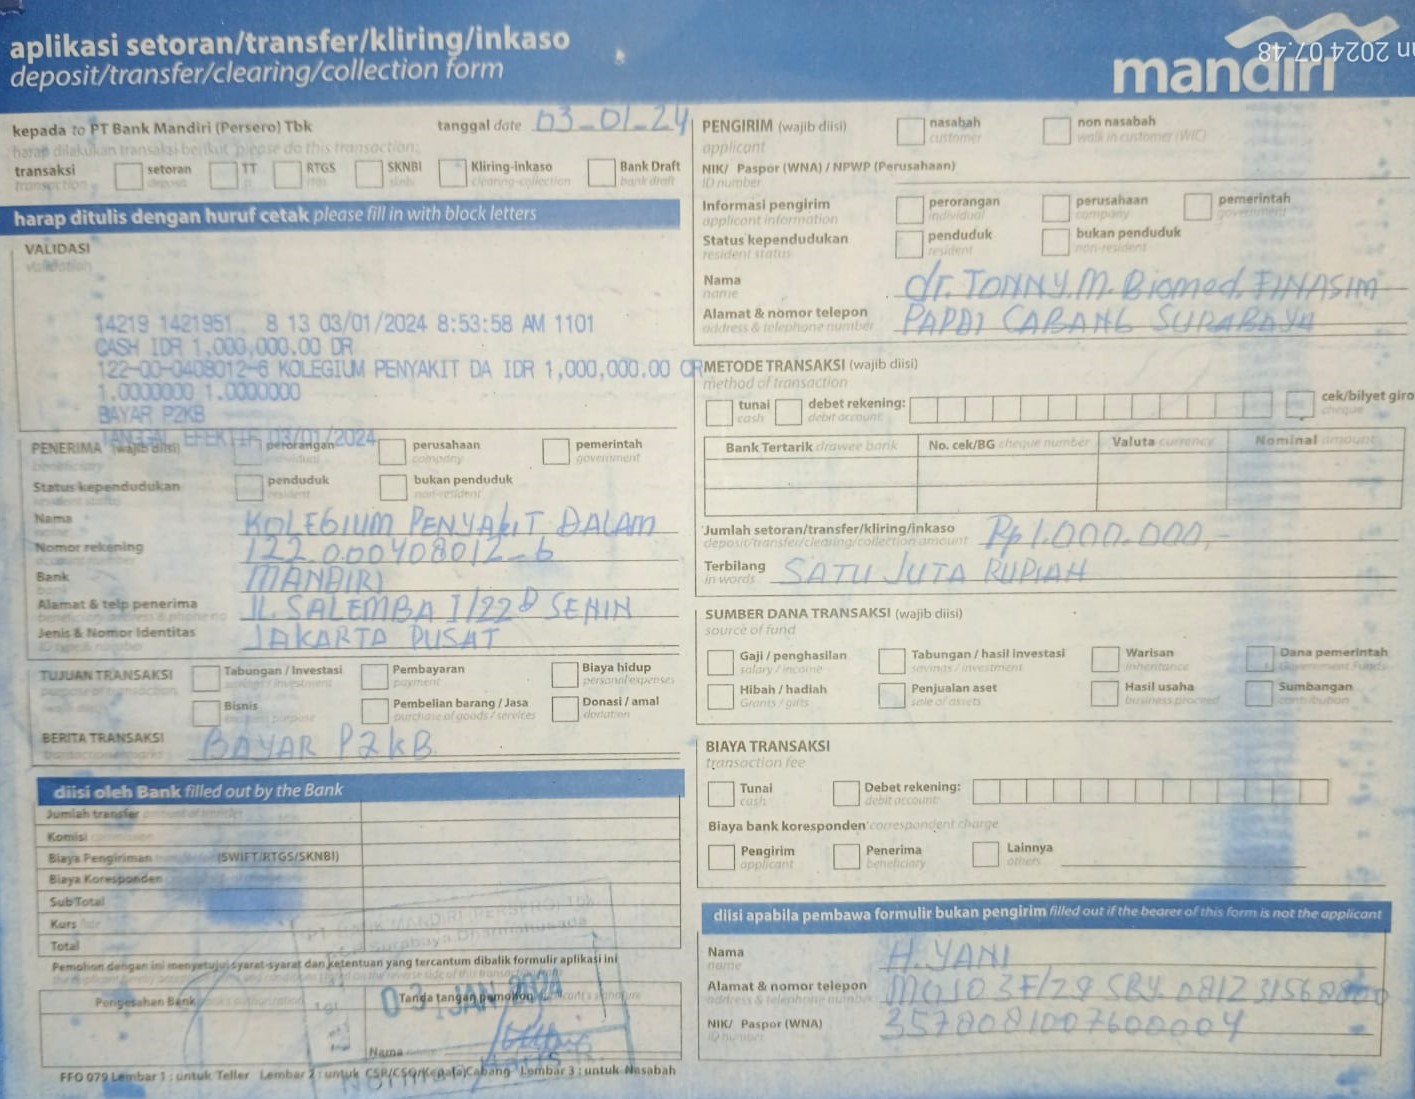 aplikasi setoran/transfer/kliring/inkaso
deposit/transfer/clearing/collection form
mandiri
2024 07.48
kepada to PT Bank Mandiri (Persero) Tbk
tanggal date 03-01-24
harap dilakukan transaksi berikut, please do this transaction:
transaksi setoran TT RTGS SKNBI Kliring-inkaso Bank Draft
transaction deposit clearing-collection bank draft
harap ditulis dengan huruf cetak please fill in with block letters
VALIDASI
validation
14219 1421951 8 13 03/01/2024 8:53:58 AM 1101
CASH IDR 1,000,000.00 DR
122-00-0408012-6 KOLEGIUM PENYAKIT DA IDR 1,000,000.00 CR
1.0000000 1.0000000
BAYAR P2KB
TANGGAL EFEKTIF 03/01/2024
PENERIMA (wajib diisi) perorangan perusahaan pemerintah
beneficiary individual company government
Status kependudukan penduduk bukan penduduk
resident status resident non-resident
Nama KOLEGIUM PENYAKIT DALAM
Nomor rekening 122 0.00408012-6
Bank MANDIRI
Alamat & telp penerima JL. SALEMBA I/22D SENIN
Jenis & Nomor Identitas JAKARTA PUSAT
TUJUAN TRANSAKSI Tabungan / Investasi Pembayaran Biaya hidup
purpose of transaction savings / investment payment personal expenses
Bisnis Pembelian barang / Jasa Donasi / amal
purchase of goods / services donation
BERITA TRANSAKSI BAYAR P2KB
diisi oleh Bank filled out by the Bank
Jumlah transfer
Komisi
Biaya Pengiriman (SWIFT/RTGS/SKNBI)
Biaya Koresponden
Sub Total
Kurs
Total
Pemohon dengan ini menyetujui syarat-syarat dan ketentuan yang tercantum dibalik formulir aplikasi ini
Pengesahan Bank Tanda tangan pemohon
03 JAN 2024
Nama
FFO 079 Lembar 1 : untuk Teller Lembar 2 : untuk CSR/CSO/Kepala Cabang Lembar 3 : untuk Nasabah
PENGIRIM (wajib diisi) nasabah non nasabah
applicant customer walk in customer (WIC)
NIK/ Paspor (WNA) / NPWP (Perusahaan)
ID number
Informasi pengirim perorangan perusahaan pemerintah
applicant information individual company government
Status kependudukan penduduk bukan penduduk
resident status resident non-resident
Nama dr. TONNY.M.Biomed.FINASIM
name
Alamat & nomor telepon PAPDI CABANG SURABAYA
address & telephone number
METODE TRANSAKSI (wajib diisi)
method of transaction
tunai debet rekening: cek/bilyet giro
cash debit account cheque
Bank Tertarik drawee bank No. cek/BG cheque number Valuta currency Nominal amount
Jumlah setoran/transfer/kliring/inkaso Rp 1.000.000,-
deposit/transfer/clearing/collection amount
Terbilang SATU JUTA RUPIAH
in words
SUMBER DANA TRANSAKSI (wajib diisi)
source of fund
Gaji / penghasilan Tabungan / hasil investasi Warisan Dana pemerintah
salary / income savings / investment inheritance Government Funds
Hibah / hadiah Penjualan aset Hasil usaha Sumbangan
Grants / gifts sale of assets business proceed contribution
BIAYA TRANSAKSI
transaction fee
Tunai Debet rekening:
cash debit account:
Biaya bank koresponden correspondent charge
Pengirim Penerima Lainnya
applicant beneficiary others
diisi apabila pembawa formulir bukan pengirim filled out if the bearer of this form is not the applicant
Nama H.YANI
name
Alamat & nomor telepon
address & telephone number
NIK/ Paspor (WNA) 3578081007600004
ID number